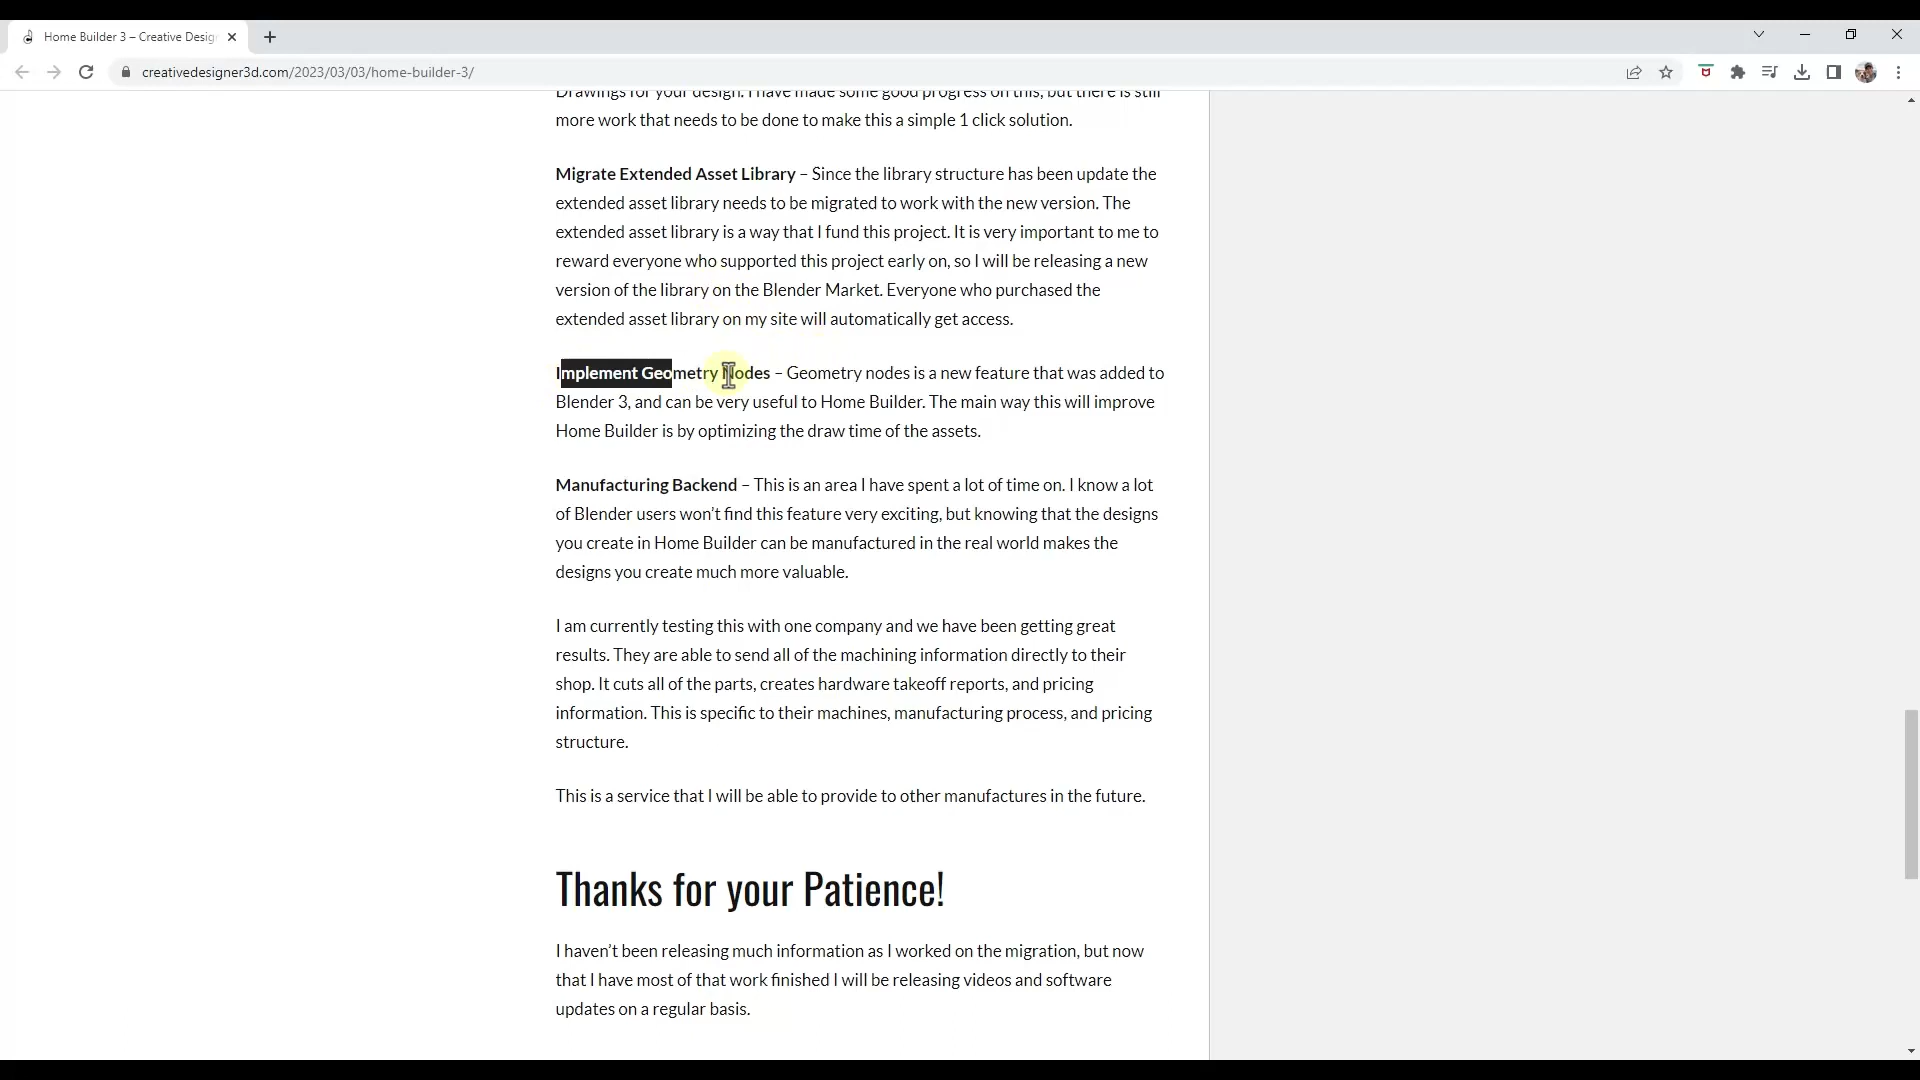 Home Builder 3 – Creative Desig
creativedesigner3d.com/2023/03/03/home-builder-3/
Drawings for your design. I have made some good progress on this, but there is still
more work that needs to be done to make this a simple 1 click solution.
Migrate Extended Asset Library – Since the library structure has been update the
extended asset library needs to be migrated to work with the new version. The
extended asset library is a way that I fund this project. It is very important to me to
reward everyone who supported this project early on, so I will be releasing a new
version of the library on the Blender Market. Everyone who purchased the
extended asset library on my site will automatically get access.
Implement Geometry Nodes – Geometry nodes is a new feature that was added to
Blender 3, and can be very useful to Home Builder. The main way this will improve
Home Builder is by optimizing the draw time of the assets.
Manufacturing Backend – This is an area I have spent a lot of time on. I know a lot
of Blender users won't find this feature very exciting, but knowing that the designs
you create in Home Builder can be manufactured in the real world makes the
designs you create much more valuable.
I am currently testing this with one company and we have been getting great
results. They are able to send all of the machining information directly to their
shop. It cuts all of the parts, creates hardware takeoff reports, and pricing
information. This is specific to their machines, manufacturing process, and pricing
structure.
This is a service that I will be able to provide to other manufactures in the future.
Thanks for your Patience!
I haven't been releasing much information as I worked on the migration, but now
that I have most of that work finished I will be releasing videos and software
updates on a regular basis.